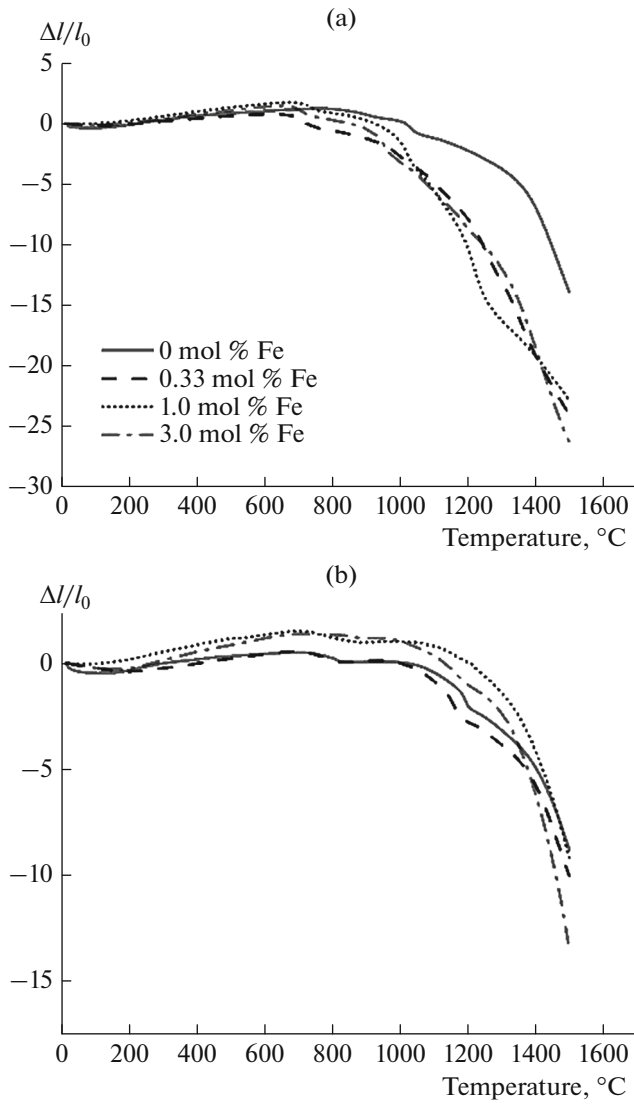 (a)
Δl/l0
5
0
−5
−10
−15
−20
−25
−30
0 mol % Fe
0.33 mol % Fe
1.0 mol % Fe
3.0 mol % Fe
0 200 400 600 800 1000 1200 1400 1600
Temperature, °C
(b)
Δl/l0
0
−5
−10
−15
0 200 400 600 800 1000 1200 1400 1600
Temperature, °C